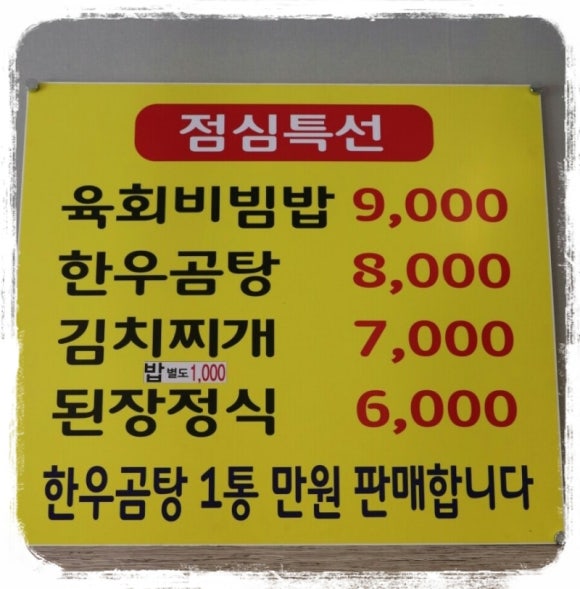 점심특선
육회비빔밥 9,000
한우곰탕 8,000
김치찌개 7,000
밥 별도 1,000
된장정식 6,000
한우곰탕 1통 만원 판매합니다